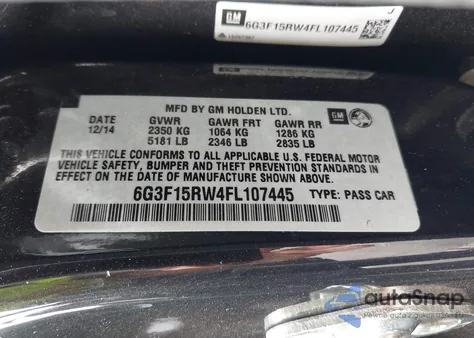 GM
6G3F15RW4FL107445
J
MFD BY GM HOLDEN LTD.
DATE GVWR GAWR FRT GAWR RR
12/14 2350 KG 1064 KG 1286 KG
5181 LB 2346 LB 2835 LB
GM
THIS VEHICLE CONFORMS TO ALL APPLICABLE U.S. FEDERAL MOTOR
VEHICLE SAFETY, BUMPER, AND THEFT PREVENTION STANDARDS
IN EFFECT ON THE DATE OF MANUFACTURE SHOWN ABOVE.
6G3F15RW4FL107445 TYPE: PASS CAR
autoSnap